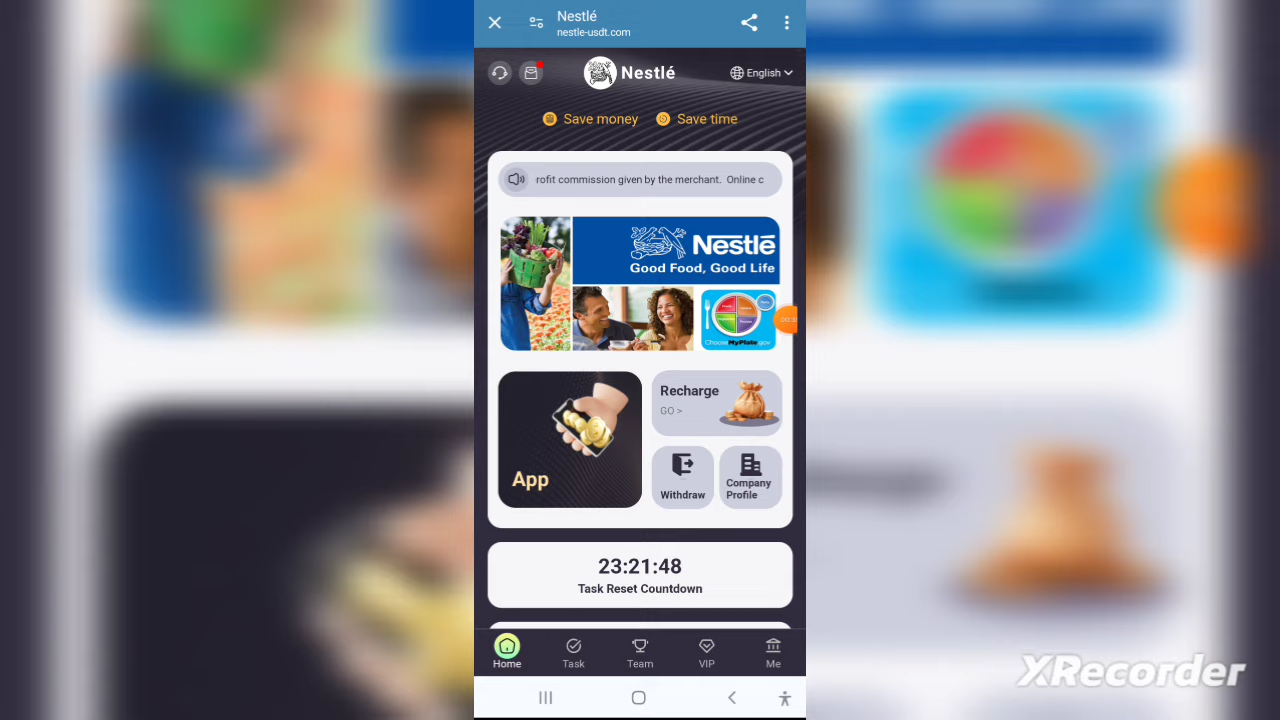 Nestlé
nestle-usdt.com
Nestlé
English
Save money
Save time
rofit commission given by the merchant. Online c
Nestlé
Good Food, Good Life
Choose MyPlate.gov
Recharge
GO >
App
Withdraw
Company
Profile
23:21:48
Task Reset Countdown
Home
Task
Team
VIP
Me
XRecorder